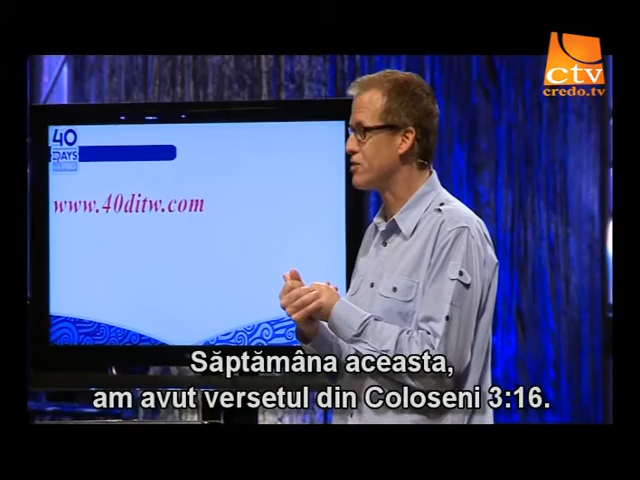 ctv
credo.tv
40
DAYS
www.40ditw.com
Săptămâna aceasta,
am avut versetul din Coloseni 3:16.